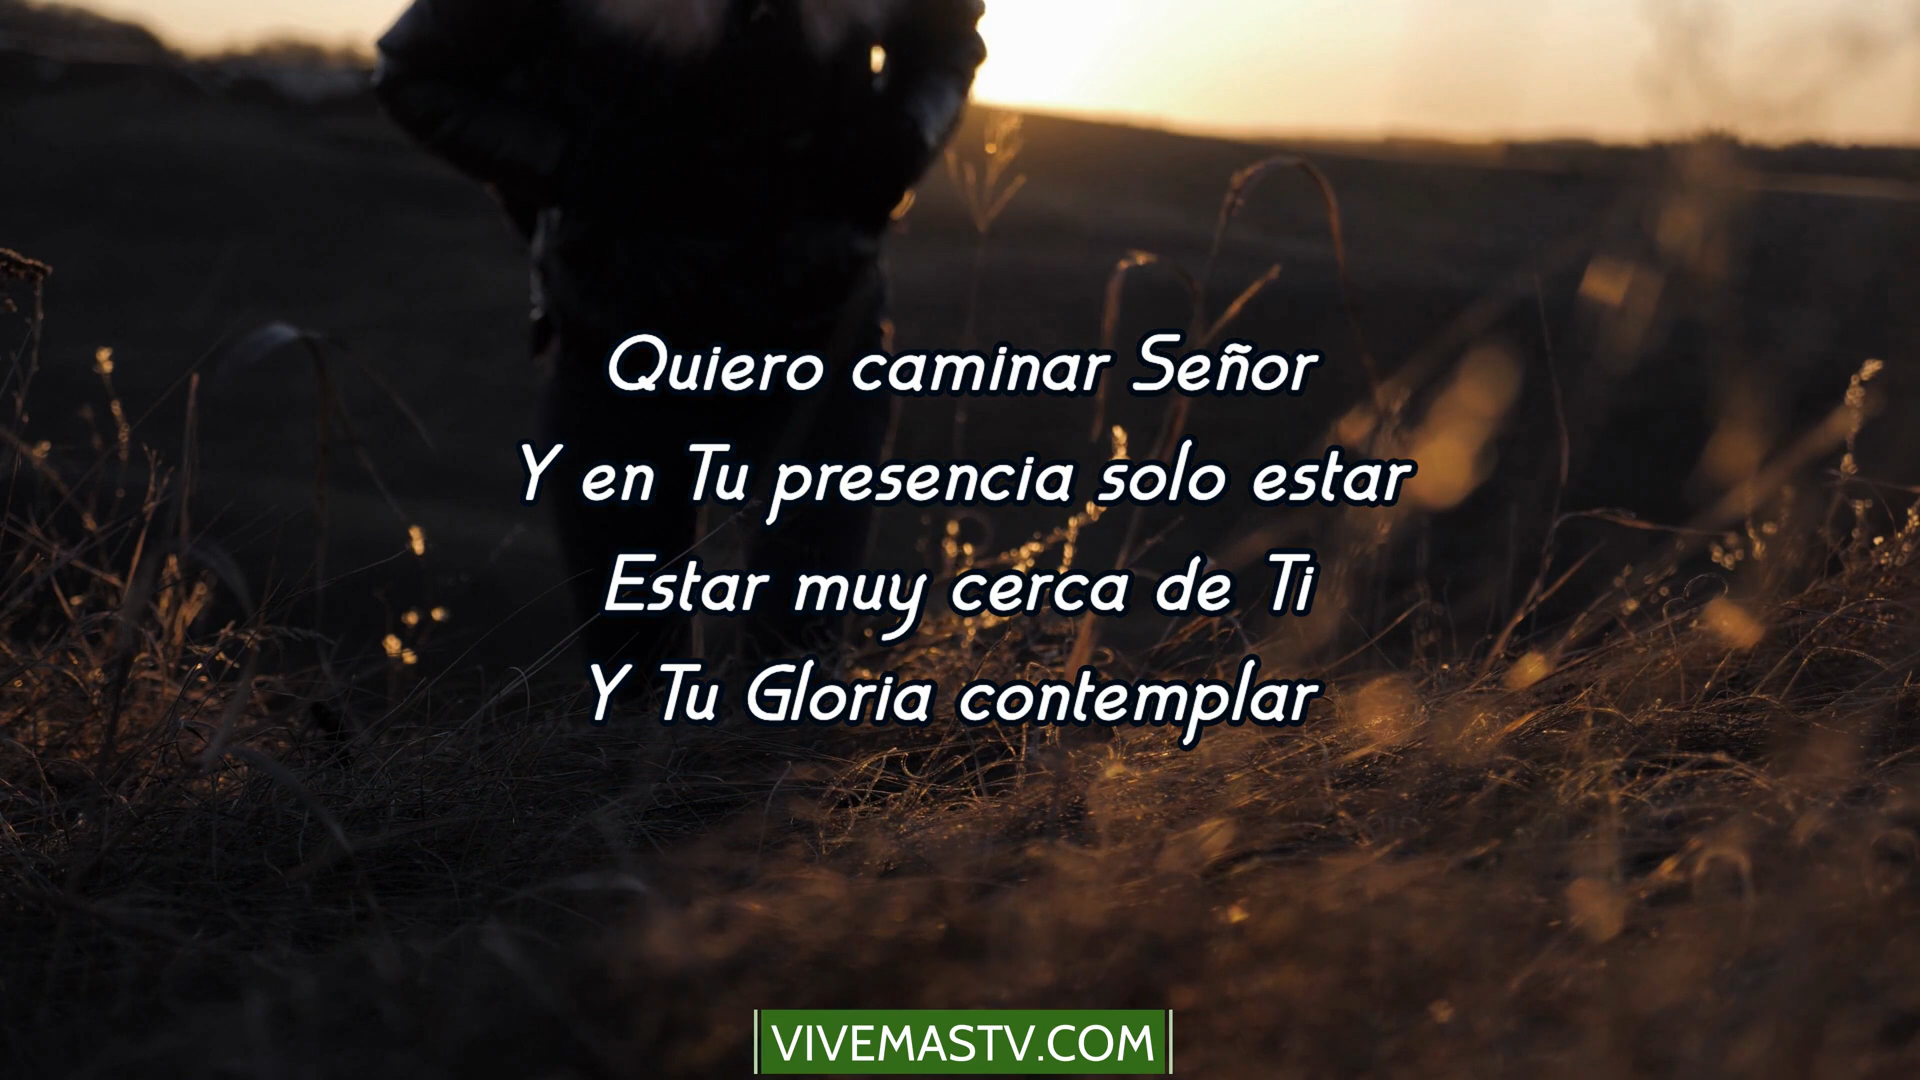 Quiero caminar Señor
Y en Tu presencia solo estar
Estar muy cerca de Ti
Y Tu Gloria contemplar
VIVEMASTV.COM